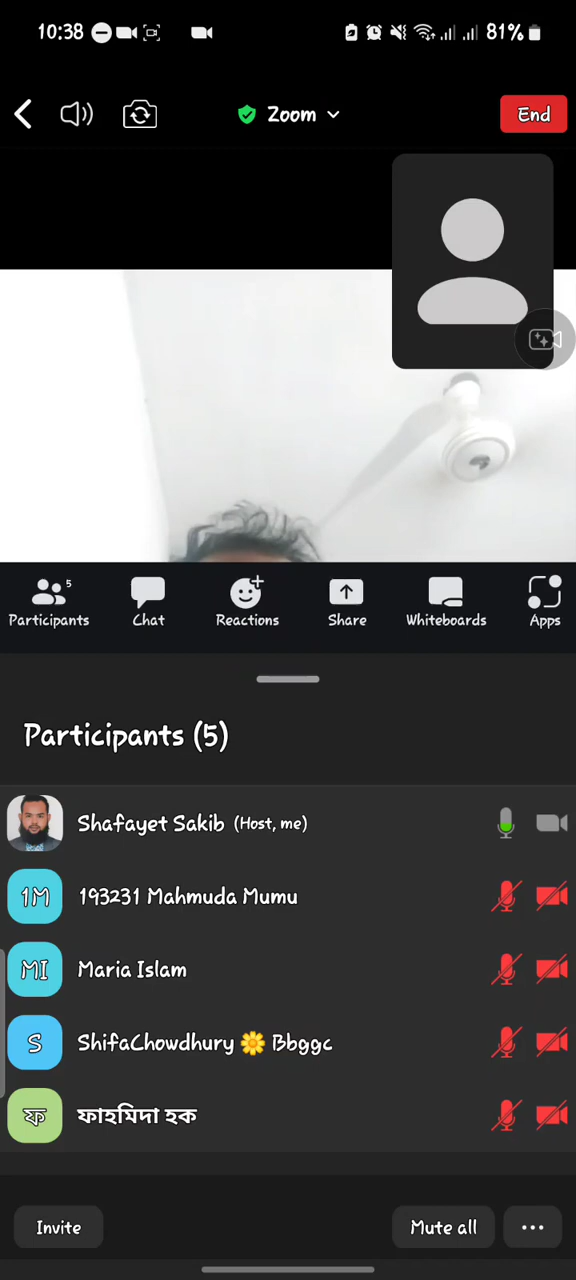 10:38
81%
Zoom
End
Participants 5
Chat
Reactions
Share
Whiteboards
Apps
Participants (5)
Shafayet Sakib (Host, me)
1M 193231 Mahmuda Mumu
MI Maria Islam
S ShifaChowdhury 🌼 Bbggc
ফ ফাহমিদা হক
Invite
Mute all